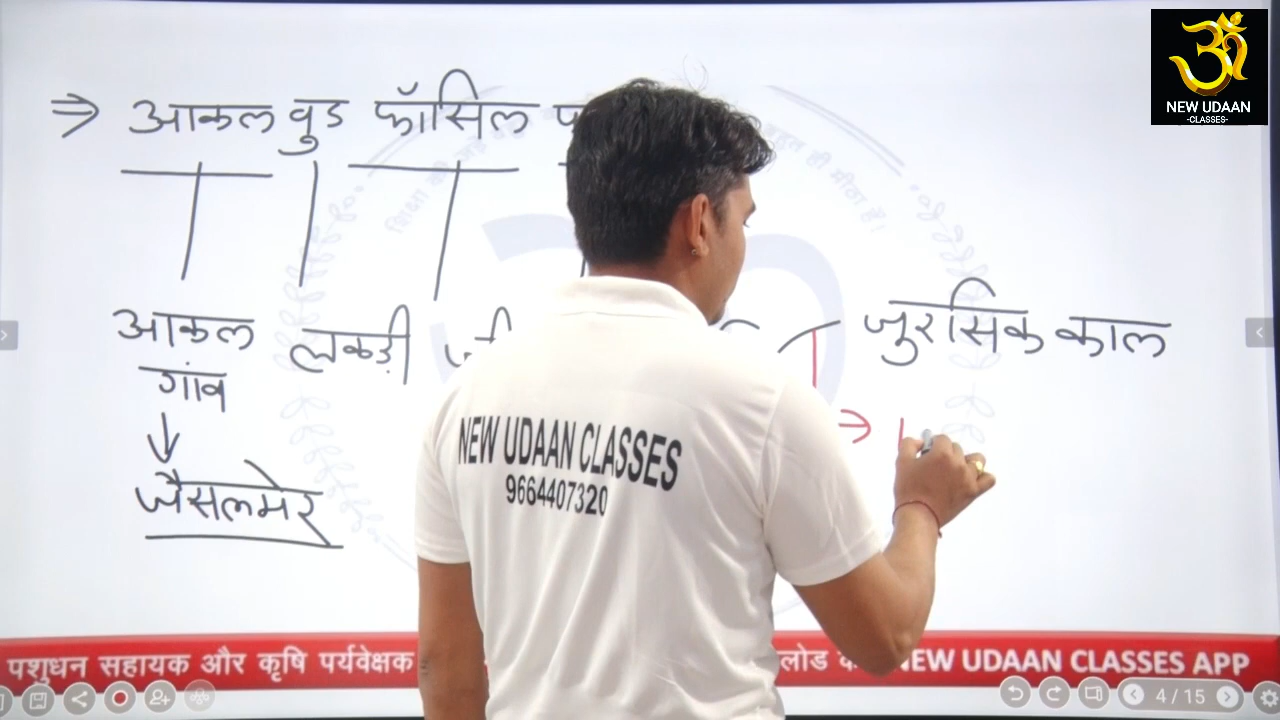 NEW UDAAN
-CLASSES-
⇒ आकल वुड फॉसिल
आकल लकड़ी जुरासिक काल
गांव
↓
जैसलमेर
⇒
NEW UDAAN CLASSES
9664407320
पशुधन सहायक और कृषि पर्यवेक्षक NEW UDAAN CLASSES APP
4 / 15